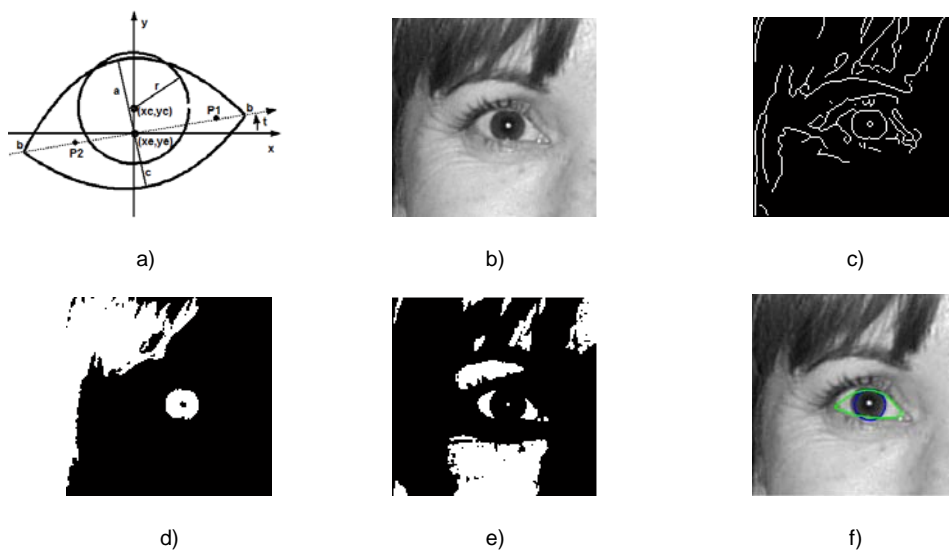 y
a
r
(xc,yc)
P1
b
t
x
(xe,ye)
b
P2
c
a)
b)
c)
d)
e)
f)